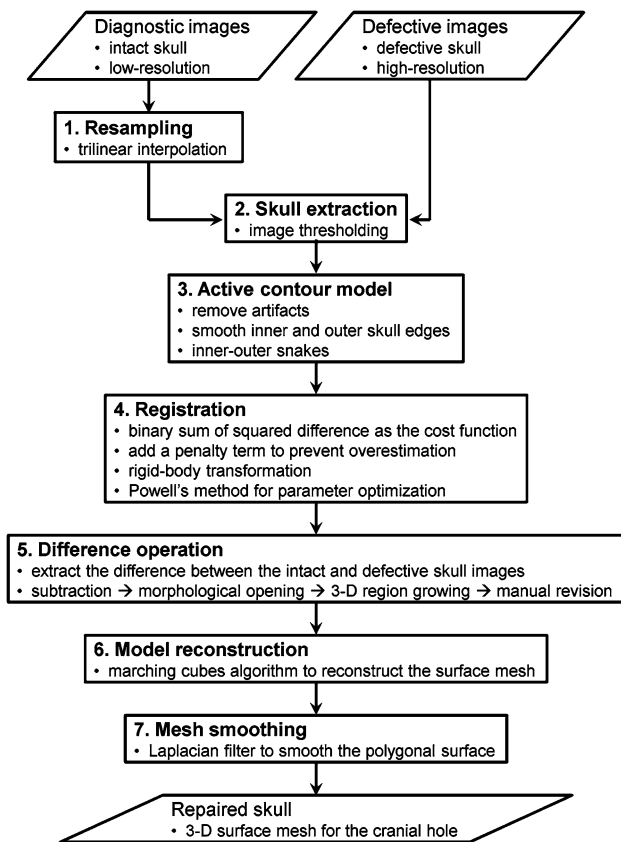 Diagnostic images
• intact skull
• low-resolution
Defective images
• defective skull
• high-resolution
1. Resampling
• trilinear interpolation
2. Skull extraction
• image thresholding
3. Active contour model
• remove artifacts
• smooth inner and outer skull edges
• inner-outer snakes
4. Registration
• binary sum of squared difference as the cost function
• add a penalty term to prevent overestimation
• rigid-body transformation
• Powell's method for parameter optimization
5. Difference operation
• extract the difference between the intact and defective skull images
• subtraction → morphological opening → 3-D region growing → manual revision
6. Model reconstruction
• marching cubes algorithm to reconstruct the surface mesh
7. Mesh smoothing
• Laplacian filter to smooth the polygonal surface
Repaired skull
• 3-D surface mesh for the cranial hole